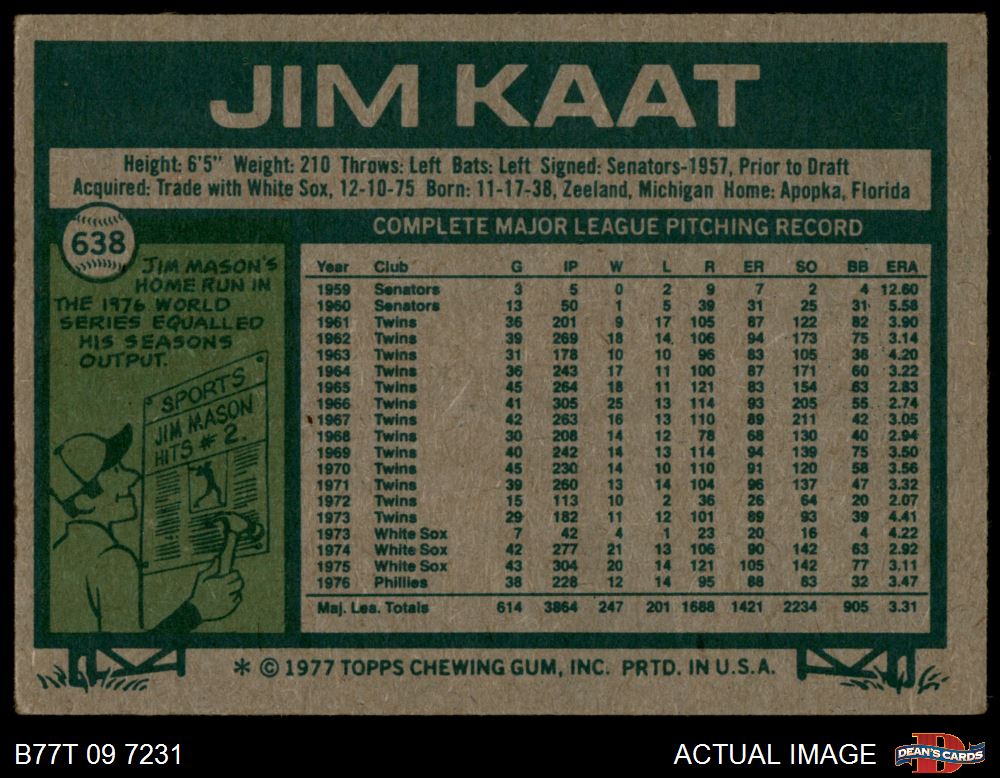 JIM KAAT
Height: 6'5" Weight: 210 Throws: Left Bats: Left Signed: Senators-1957, Prior to Draft
Acquired: Trade with White Sox, 12-10-75 Born: 11-17-38, Zeeland, Michigan Home: Apopka, Florida
638
JIM MASON'S
HOME RUN IN
THE 1976 WORLD
SERIES EQUALLED
HIS SEASONS
OUTPUT.
SPORTS
JIM MASON
HITS #2.
COMPLETE MAJOR LEAGUE PITCHING RECORD
Year Club G IP W L R ER SO BB ERA
1959 Senators 3 5 0 2 9 7 2 4 12.60
1960 Senators 13 50 1 5 39 31 25 31 5.58
1961 Twins 36 201 9 17 105 87 122 82 3.90
1962 Twins 39 269 18 14 106 94 173 75 3.14
1963 Twins 31 178 10 10 96 83 105 38 4.20
1964 Twins 36 243 17 11 100 87 171 60 3.22
1965 Twins 45 264 18 11 121 83 154 63 2.83
1966 Twins 41 305 25 13 114 93 205 55 2.74
1967 Twins 42 263 16 13 110 89 211 42 3.05
1968 Twins 30 208 14 12 78 68 130 40 2.94
1969 Twins 40 242 14 13 114 94 139 75 3.50
1970 Twins 45 230 14 10 110 91 120 58 3.56
1971 Twins 39 260 13 14 104 96 137 47 3.32
1972 Twins 15 113 10 2 36 26 64 20 2.07
1973 Twins 29 182 11 12 101 89 93 39 4.41
1973 White Sox 7 42 4 1 23 20 16 4 4.22
1974 White Sox 42 277 21 13 106 90 142 63 2.92
1975 White Sox 43 304 20 14 121 105 142 77 3.11
1976 Phillies 38 228 12 14 95 88 83 32 3.47
Maj. Lea. Totals 614 3864 247 201 1688 1421 2234 905 3.31
* © 1977 TOPPS CHEWING GUM, INC. PRTD. IN U.S.A.
B77T 09 7231
ACTUAL IMAGE
DEAN'S CARDS